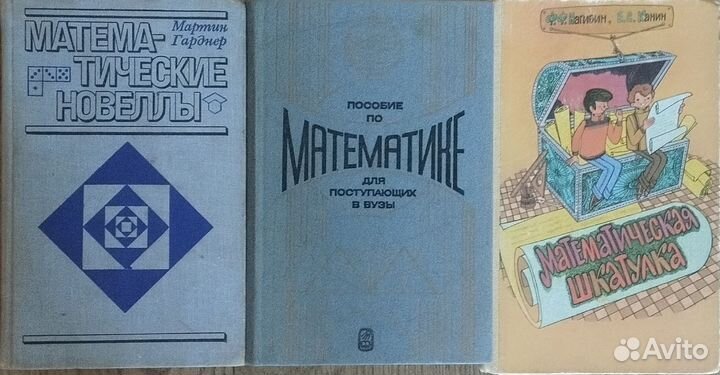 Мартин
Гарднер
МАТЕМА-
ТИЧЕСКИЕ
НОВЕЛЛЫ
ПОСОБИЕ
ПО
МАТЕМАТИКЕ
ДЛЯ
ПОСТУПАЮЩИХ
В ВУЗЫ
Ф.Ф.Нагибин, Е.С.Канин
МАТЕМАТИЧЕСКАЯ
ШКАТУЛКА
Avito